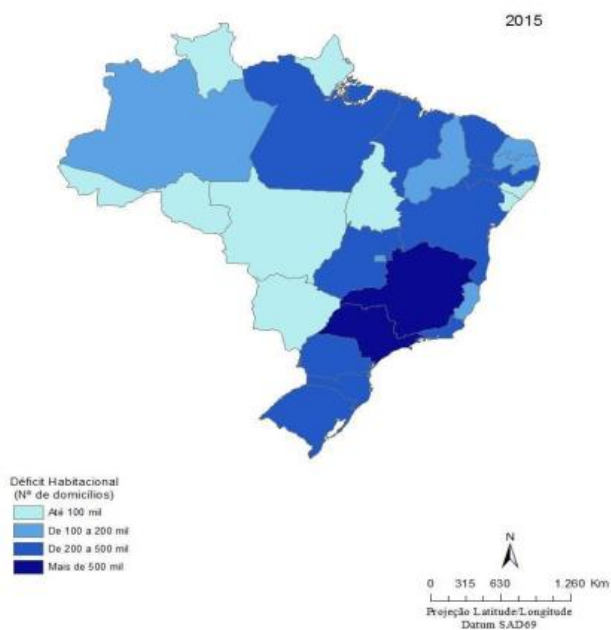 2015
Déficit Habitacional
(Nª de domicílios)
Até 100 mil
De 100 a 200 mil
De 200 a 500 mil
Mais de 500 mil
N
0 315 630 1.260 Km
Projeção Latitude/Longitude
Datum SAD69